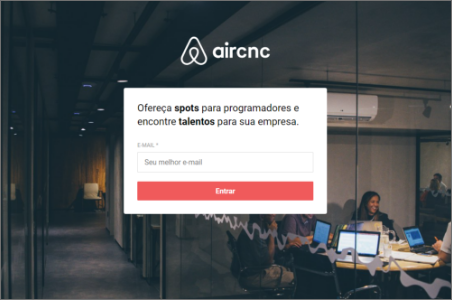 aircnc
Ofereça spots para programadores e
encontre talentos para sua empresa.
E-MAIL *
Seu melhor e-mail
Entrar